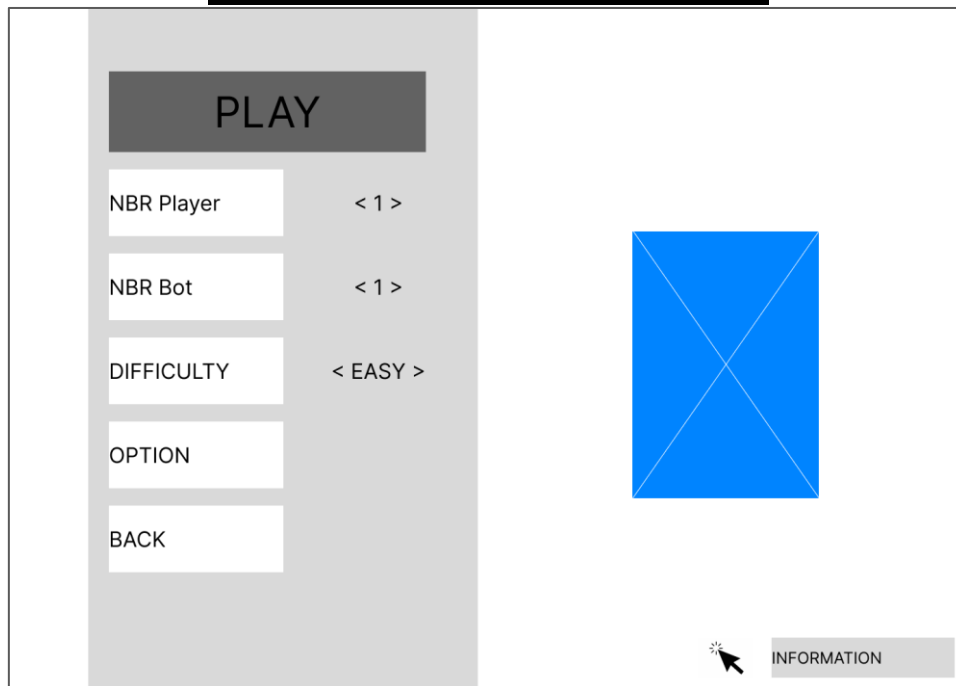 PLAY
NBR Player < 1 >
NBR Bot < 1 >
DIFFICULTY < EASY >
OPTION
BACK
INFORMATION